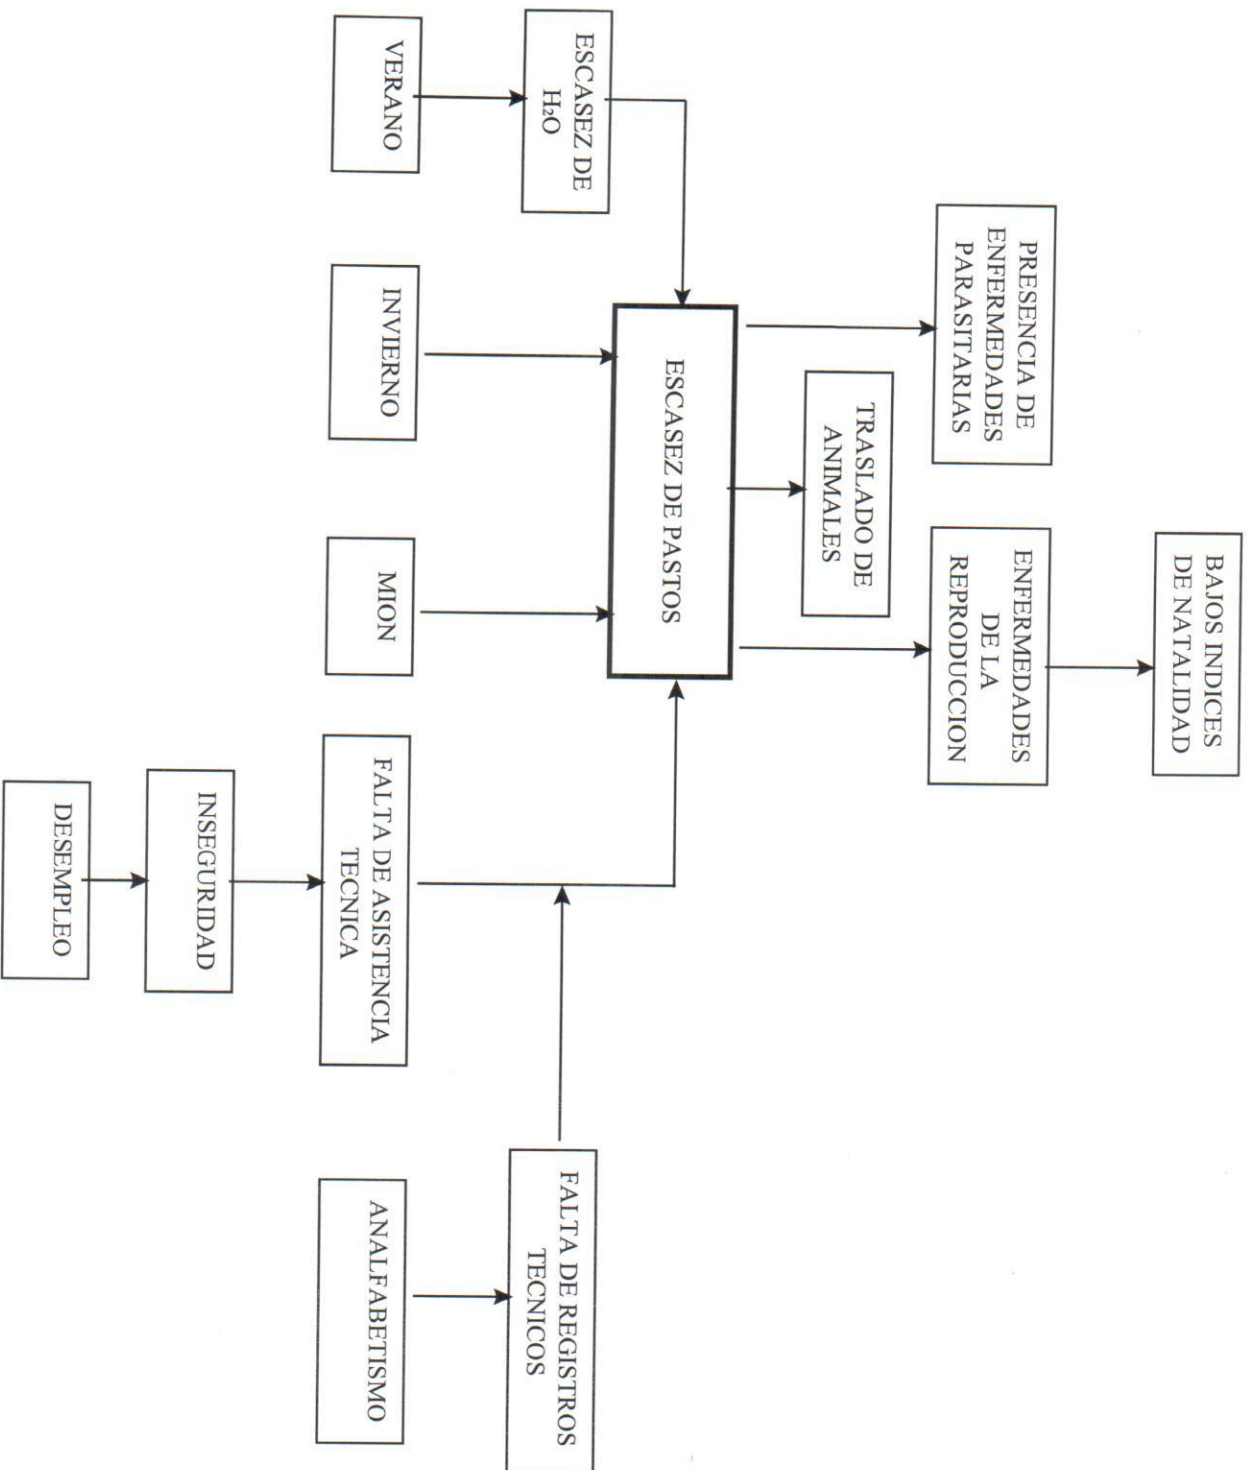 BAJOS INDICES
DE NATALIDAD
PRESENCIA DE
ENFERMEDADES
PARASITARIAS
ENFERMEDADES
DE LA
REPRODUCCION
TRASLADO DE
ANIMALES
ESCASEZ DE PASTOS
ESCASEZ DE
H₂O
FALTA DE REGISTROS
TECNICOS
VERANO
INVIERNO
MION
FALTA DE ASISTENCIA
TECNICA
ANALFABETISMO
INSEGURIDAD
DESEMPLEO